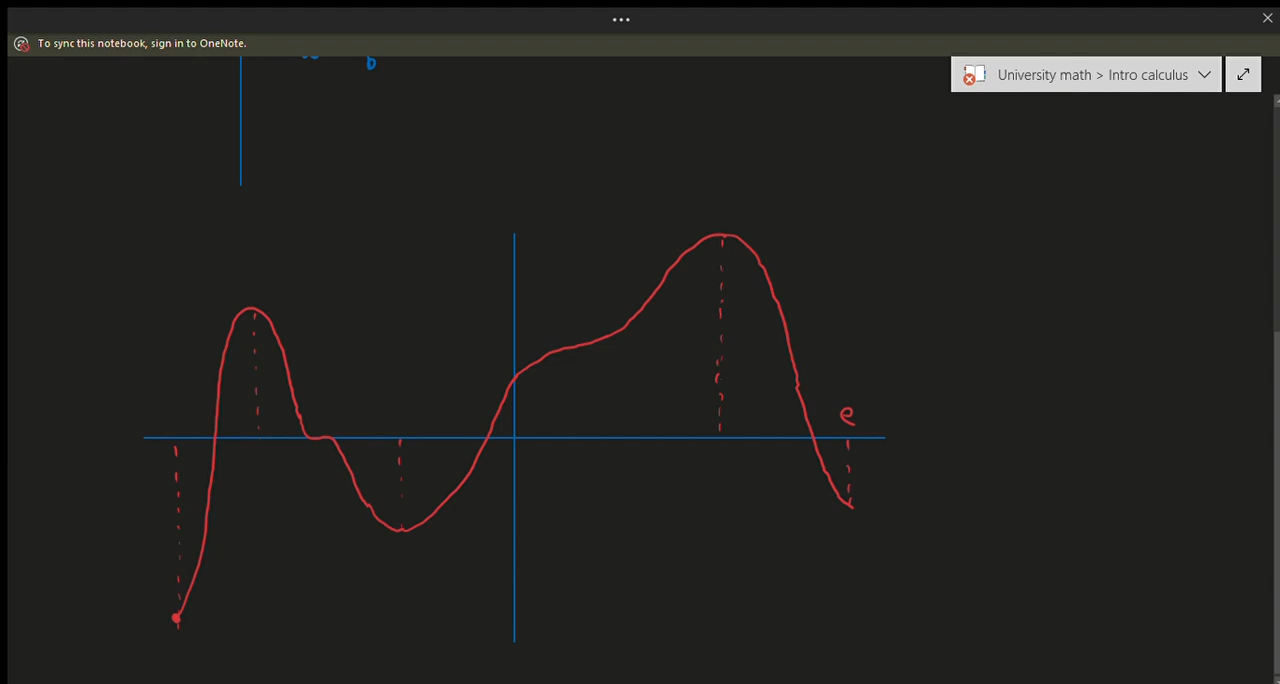 To sync this notebook, sign in to OneNote.
b
University math > Intro calculus
e